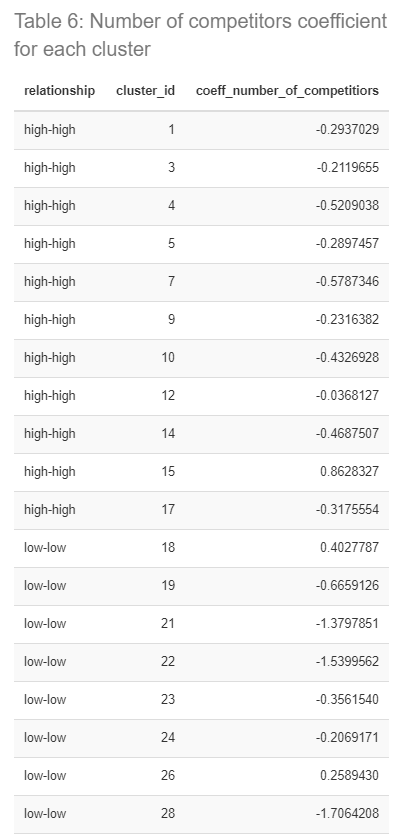 Table 6: Number of competitors coefficient
for each cluster
relationship cluster_id coeff_number_of_competitiors
high-high 1 -0.2937029
high-high 3 -0.2119655
high-high 4 -0.5209038
high-high 5 -0.2897457
high-high 7 -0.5787346
high-high 9 -0.2316382
high-high 10 -0.4326928
high-high 12 -0.0368127
high-high 14 -0.4687507
high-high 15 0.8628327
high-high 17 -0.3175554
low-low 18 0.4027787
low-low 19 -0.6659126
low-low 21 -1.3797851
low-low 22 -1.5399562
low-low 23 -0.3561540
low-low 24 -0.2069171
low-low 26 0.2589430
low-low 28 -1.7064208